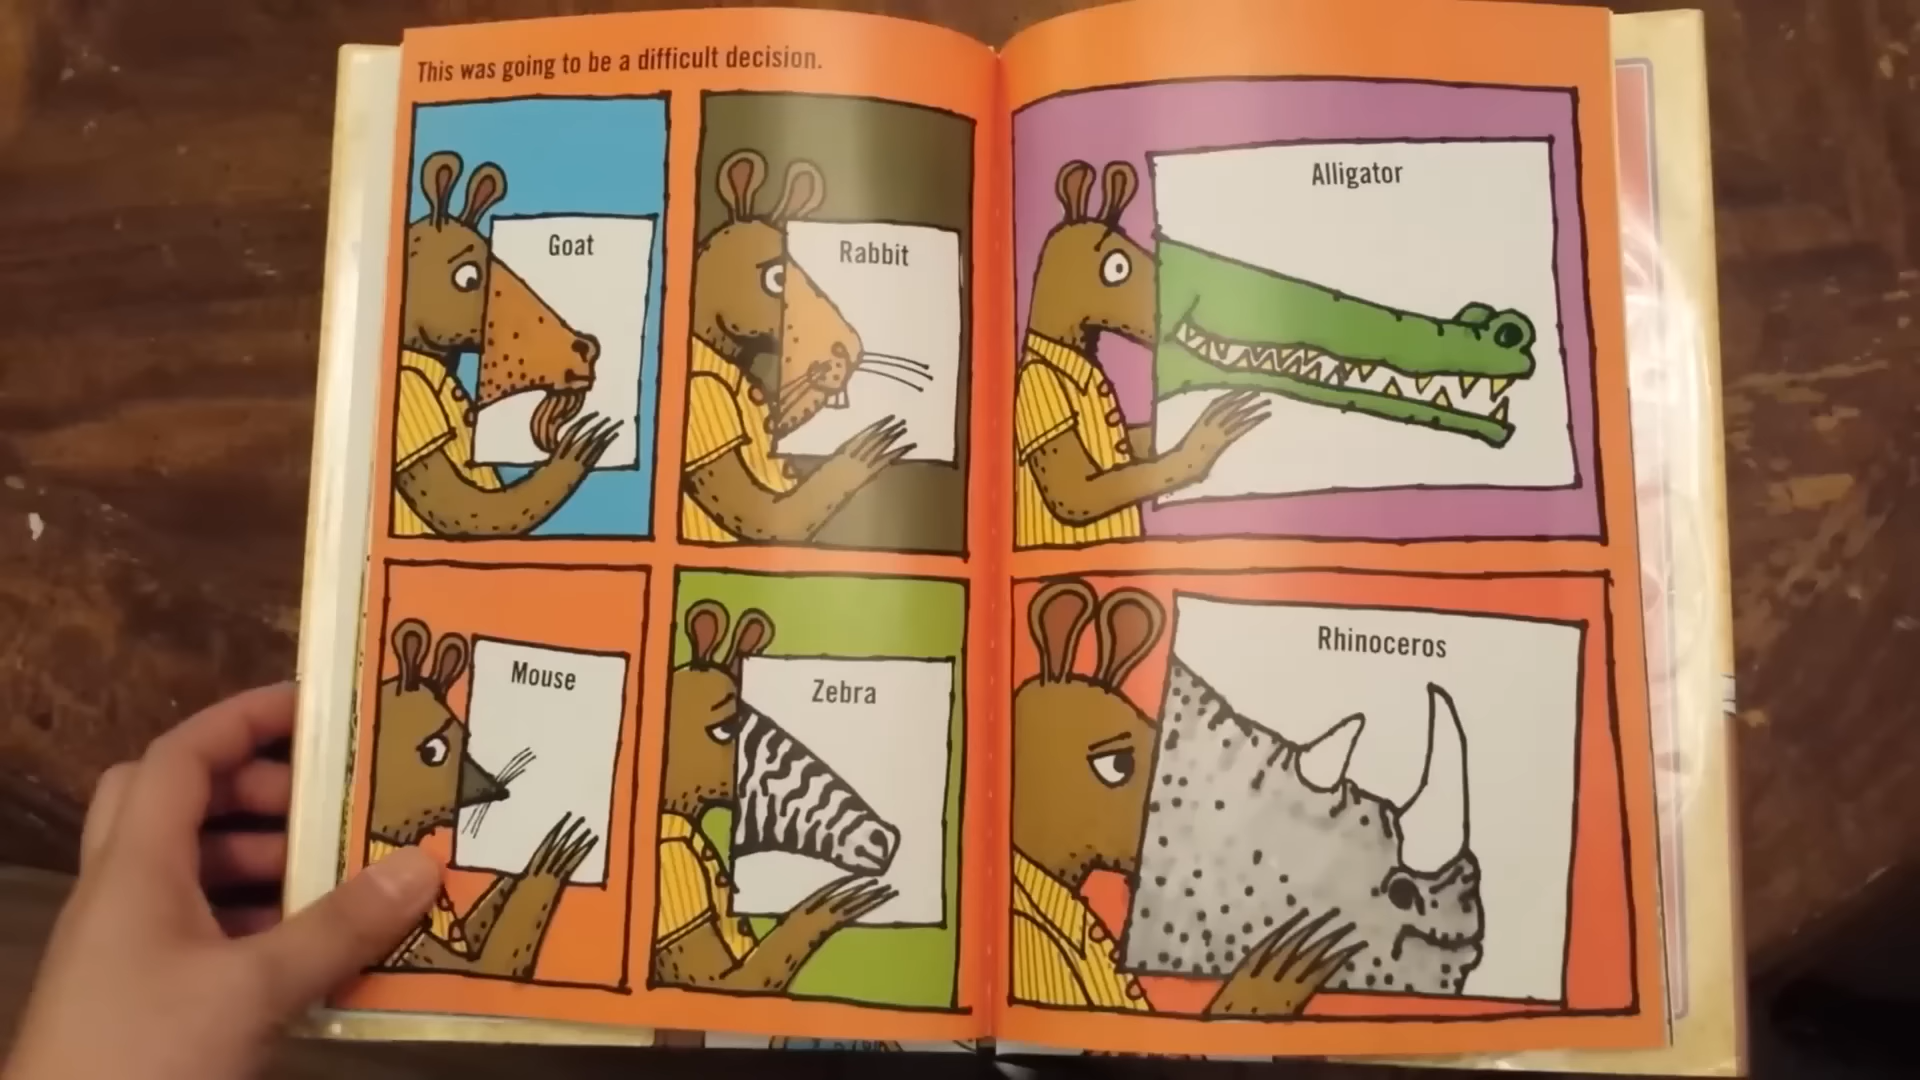 This was going to be a difficult decision.
Goat
Rabbit
Alligator
Mouse
Zebra
Rhinoceros